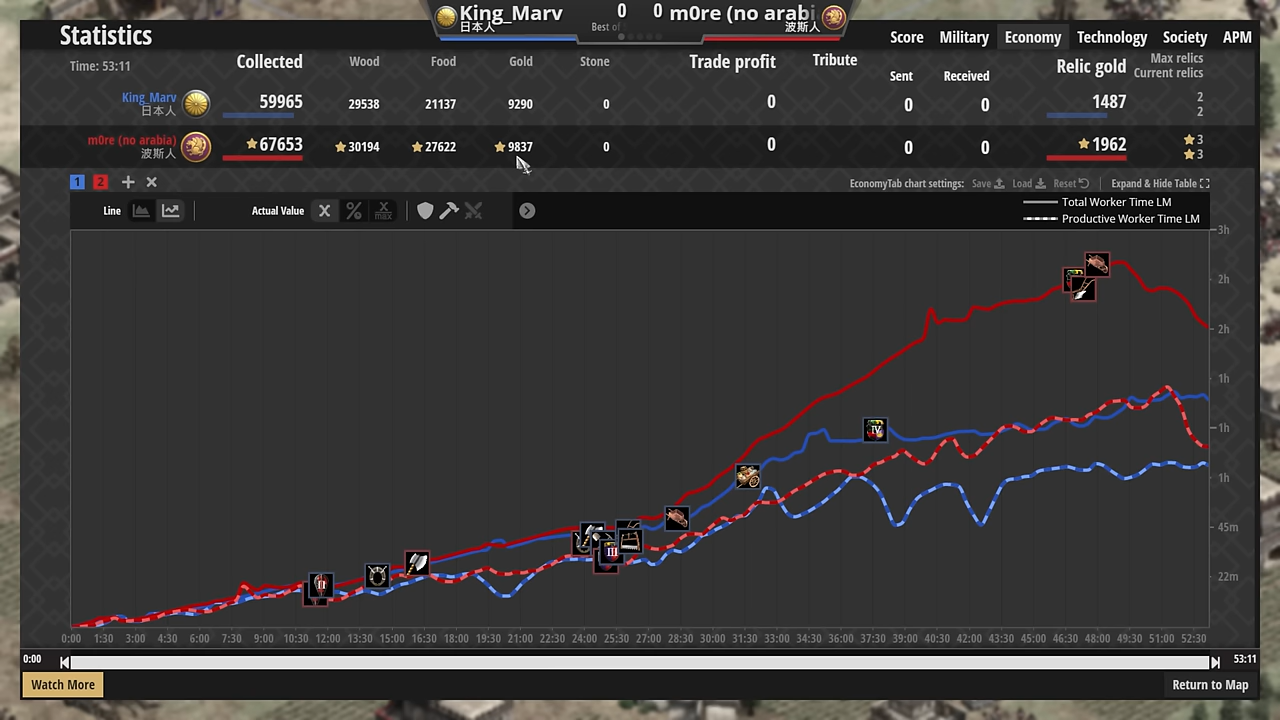 King_Marv 0 0 m0re (no arabi
日本人 Best of 波斯人
Statistics
Score Military Economy Technology Society APM
Time: 53:11
Collected Wood Food Gold Stone Trade profit Tribute Sent Received Relic gold Max relics
Current relics
King_Marv 59965 29538 21137 9290 0 0 0 0 1487 2
日本人 2
m0re (no arabia) 67653 30194 27622 9837 0 0 0 0 1962 3
波斯人 3
1 2 EconomyTab chart settings: Save Load Reset Expand & Hide Table
Line Actual Value X % X max
Total Worker Time LM
Productive Worker Time LM
3h
2h
2h
1h
1h
1h
45m
22m
IV
III
II
0:00 1:30 3:00 4:30 6:00 7:30 9:00 10:30 12:00 13:30 15:00 16:30 18:00 19:30 21:00 22:30 24:00 25:30 27:00 28:30 30:00 31:30 33:00 34:30 36:00 37:30 39:00 40:30 42:00 43:30 45:00 46:30 48:00 49:30 51:00 52:30
0:00 53:11
Watch More Return to Map